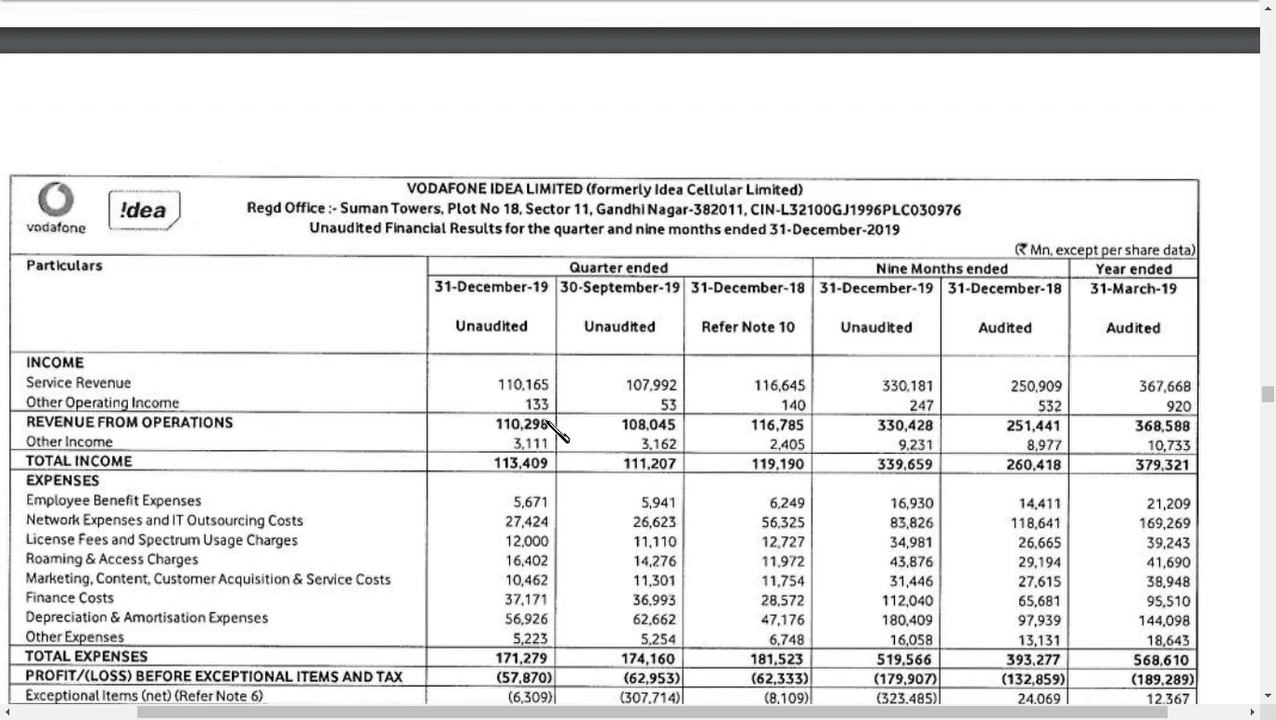 vodafone
!dea
VODAFONE IDEA LIMITED (formerly Idea Cellular Limited)
Regd Office :- Suman Towers, Plot No 18, Sector 11, Gandhi Nagar-382011, CIN-L32100GJ1996PLC030976
Unaudited Financial Results for the quarter and nine months ended 31-December-2019
(₹ Mn, except per share data)
Particulars Quarter ended Nine Months ended Year ended
31-December-19 30-September-19 31-December-18 31-December-19 31-December-18 31-March-19
Unaudited Unaudited Refer Note 10 Unaudited Audited Audited
INCOME
Service Revenue 110,165 107,992 116,645 330,181 250,909 367,668
Other Operating Income 133 53 140 247 532 920
REVENUE FROM OPERATIONS 110,298 108,045 116,785 330,428 251,441 368,588
Other Income 3,111 3,162 2,405 9,231 8,977 10,733
TOTAL INCOME 113,409 111,207 119,190 339,659 260,418 379,321
EXPENSES
Employee Benefit Expenses 5,671 5,941 6,249 16,930 14,411 21,209
Network Expenses and IT Outsourcing Costs 27,424 26,623 56,325 83,826 118,641 169,269
License Fees and Spectrum Usage Charges 12,000 11,110 12,727 34,981 26,665 39,243
Roaming & Access Charges 16,402 14,276 11,972 43,876 29,194 41,690
Marketing, Content, Customer Acquisition & Service Costs 10,462 11,301 11,754 31,446 27,615 38,948
Finance Costs 37,171 36,993 28,572 112,040 65,681 95,510
Depreciation & Amortisation Expenses 56,926 62,662 47,176 180,409 97,939 144,098
Other Expenses 5,223 5,254 6,748 16,058 13,131 18,643
TOTAL EXPENSES 171,279 174,160 181,523 519,566 393,277 568,610
PROFIT/(LOSS) BEFORE EXCEPTIONAL ITEMS AND TAX (57,870) (62,953) (62,333) (179,907) (132,859) (189,289)
Exceptional Items (net) (Refer Note 6) (6,309) (307,714) (8,109) (323,485) 24,069 12,367